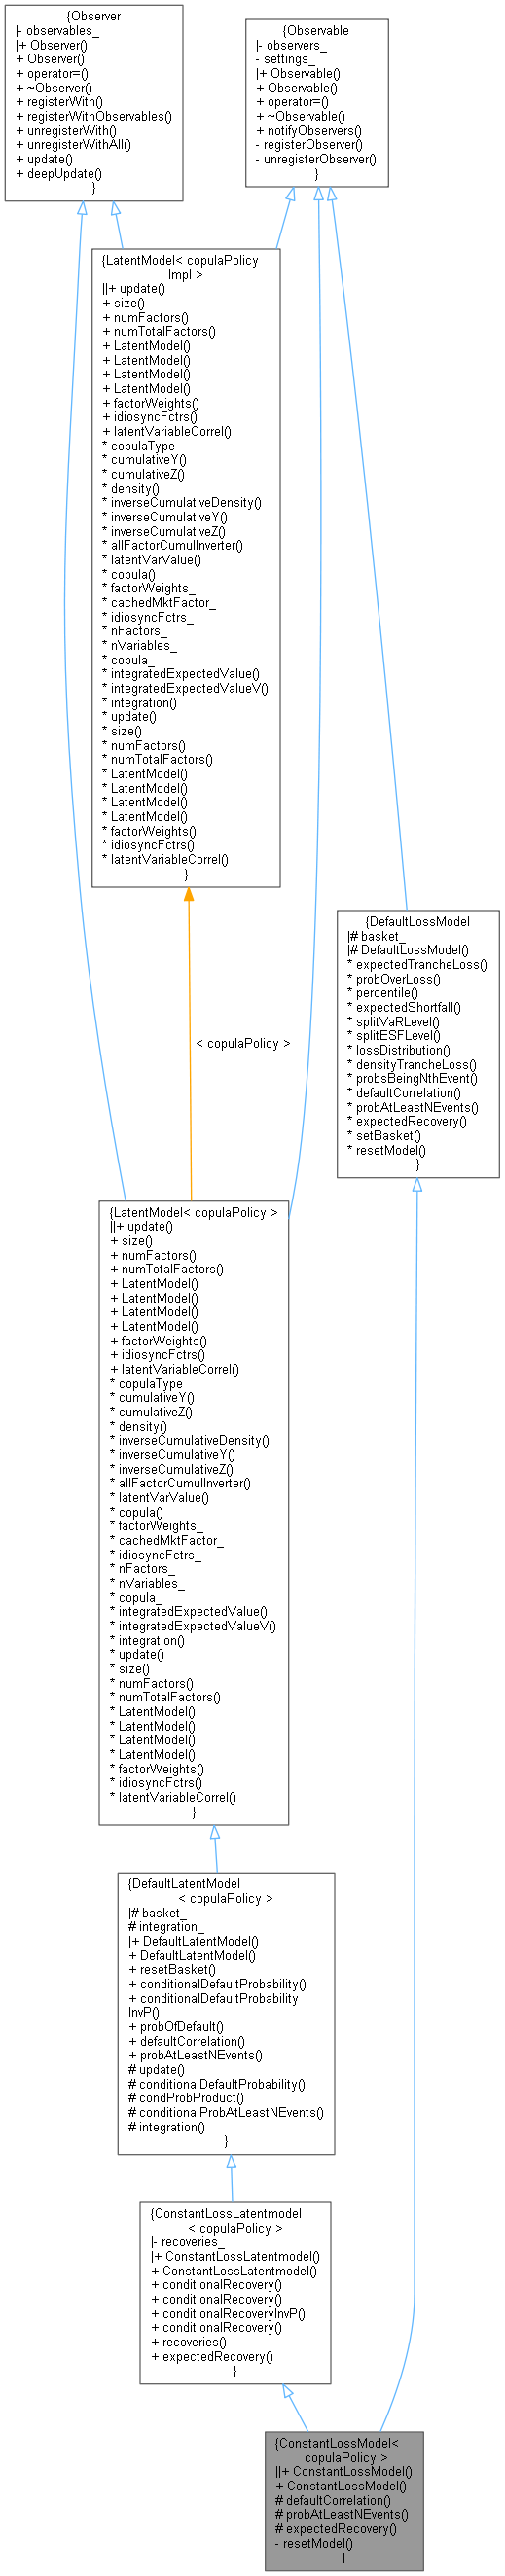 {Observer
|- observables_
|+ Observer()
+ Observer()
+ operator=()
+ ~Observer()
+ registerWith()
+ registerWithObservables()
+ unregisterWith()
+ unregisterWithAll()
+ update()
+ deepUpdate()
}
{Observable
|- observers_
- settings_
|+ Observable()
+ Observable()
+ operator=()
+ ~Observable()
+ notifyObservers()
- registerObserver()
- unregisterObserver()
}
{LatentModel< copulaPolicy
Impl >
||+ update()
+ size()
+ numFactors()
+ numTotalFactors()
+ LatentModel()
+ LatentModel()
+ LatentModel()
+ LatentModel()
+ factorWeights()
+ idiosyncFctrs()
+ latentVariableCorrel()
* copulaType
* cumulativeY()
* cumulativeZ()
* density()
* inverseCumulativeDensity()
* inverseCumulativeY()
* inverseCumulativeZ()
* allFactorCumulInverter()
* latentVarValue()
* copula()
* factorWeights_
* cachedMktFactor_
* idiosyncFctrs_
* nFactors_
* nVariables_
* copula_
* integratedExpectedValue()
* integratedExpectedValueV()
* integration()
* update()
* size()
* numFactors()
* numTotalFactors()
* LatentModel()
* LatentModel()
* LatentModel()
* LatentModel()
* factorWeights()
* idiosyncFctrs()
* latentVariableCorrel()
}
{DefaultLossModel
|# basket_
|# DefaultLossModel()
* expectedTrancheLoss()
* probOverLoss()
* percentile()
* expectedShortfall()
* splitVaRLevel()
* splitESFLevel()
* lossDistribution()
* densityTrancheLoss()
* probsBeingNthEvent()
* defaultCorrelation()
* probAtLeastNEvents()
* expectedRecovery()
* setBasket()
* resetModel()
}
< copulaPolicy >
{LatentModel< copulaPolicy >
||+ update()
+ size()
+ numFactors()
+ numTotalFactors()
+ LatentModel()
+ LatentModel()
+ LatentModel()
+ LatentModel()
+ factorWeights()
+ idiosyncFctrs()
+ latentVariableCorrel()
* copulaType
* cumulativeY()
* cumulativeZ()
* density()
* inverseCumulativeDensity()
* inverseCumulativeY()
* inverseCumulativeZ()
* allFactorCumulInverter()
* latentVarValue()
* copula()
* factorWeights_
* cachedMktFactor_
* idiosyncFctrs_
* nFactors_
* nVariables_
* copula_
* integratedExpectedValue()
* integratedExpectedValueV()
* integration()
* update()
* size()
* numFactors()
* numTotalFactors()
* LatentModel()
* LatentModel()
* LatentModel()
* LatentModel()
* factorWeights()
* idiosyncFctrs()
* latentVariableCorrel()
}
{DefaultLatentModel
< copulaPolicy >
|# basket_
# integration_
|+ DefaultLatentModel()
+ DefaultLatentModel()
+ resetBasket()
+ conditionalDefaultProbability()
+ conditionalDefaultProbability
InvP()
+ probOfDefault()
+ defaultCorrelation()
+ probAtLeastNEvents()
# update()
# conditionalDefaultProbability()
# condProbProduct()
# conditionalProbAtLeastNEvents()
# integration()
}
{ConstantLossLatentmodel
< copulaPolicy >
|- recoveries_
|+ ConstantLossLatentmodel()
+ ConstantLossLatentmodel()
+ conditionalRecovery()
+ conditionalRecovery()
+ conditionalRecoveryInvP()
+ conditionalRecovery()
+ recoveries()
+ expectedRecovery()
}
{ConstantLossModel<
copulaPolicy >
||+ ConstantLossModel()
+ ConstantLossModel()
# defaultCorrelation()
# probAtLeastNEvents()
# expectedRecovery()
- resetModel()
}